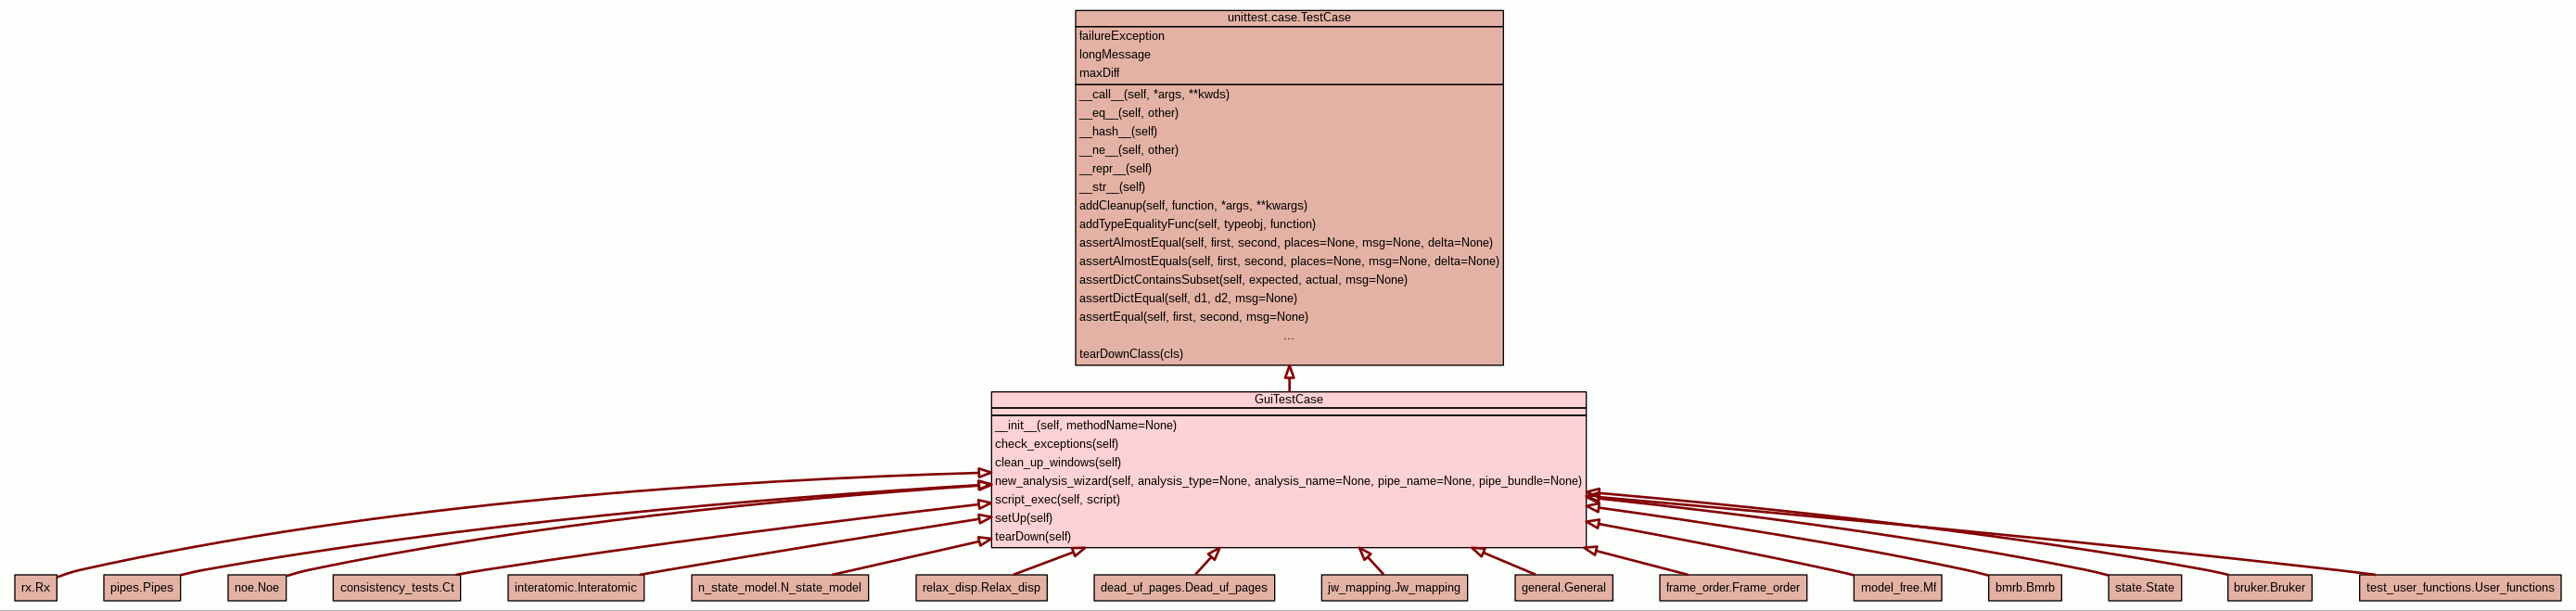 unittest.case.TestCase
failureException
longMessage
maxDiff
__call__(self, *args, **kwds)
__eq__(self, other)
__hash__(self)
__ne__(self, other)
__repr__(self)
__str__(self)
addCleanup(self, function, *args, **kwargs)
addTypeEqualityFunc(self, typeobj, function)
assertAlmostEqual(self, first, second, places=None, msg=None, delta=None)
assertAlmostEquals(self, first, second, places=None, msg=None, delta=None)
assertDictContainsSubset(self, expected, actual, msg=None)
assertDictEqual(self, d1, d2, msg=None)
assertEqual(self, first, second, msg=None)
...
tearDownClass(cls)
GuiTestCase
__init__(self, methodName=None)
check_exceptions(self)
clean_up_windows(self)
new_analysis_wizard(self, analysis_type=None, analysis_name=None, pipe_name=None, pipe_bundle=None)
script_exec(self, script)
setUp(self)
tearDown(self)
rx.Rx
pipes.Pipes
noe.Noe
consistency_tests.Ct
interatomic.Interatomic
n_state_model.N_state_model
relax_disp.Relax_disp
dead_uf_pages.Dead_uf_pages
jw_mapping.Jw_mapping
general.General
frame_order.Frame_order
model_free.Mf
bmrb.Bmrb
state.State
bruker.Bruker
test_user_functions.User_functions